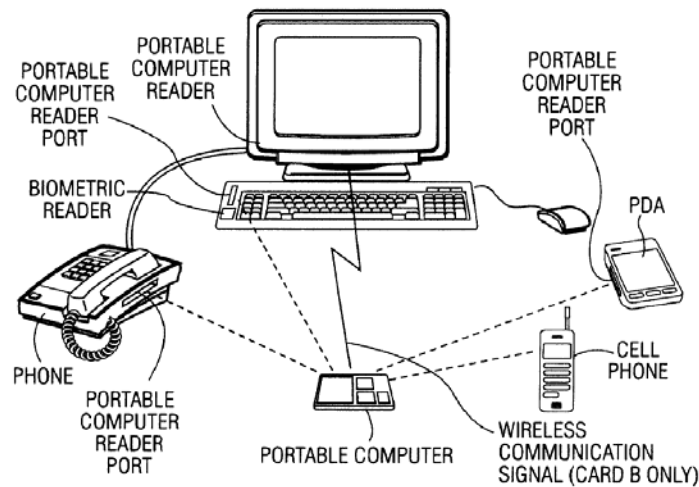 PORTABLE
COMPUTER
READER
PORTABLE
COMPUTER
READER
PORT
BIOMETRIC
READER
PORTABLE
COMPUTER
READER
PORT
PDA
PHONE
PORTABLE
COMPUTER
READER
PORT
PORTABLE COMPUTER
CELL
PHONE
WIRELESS
COMMUNICATION
SIGNAL (CARD B ONLY)